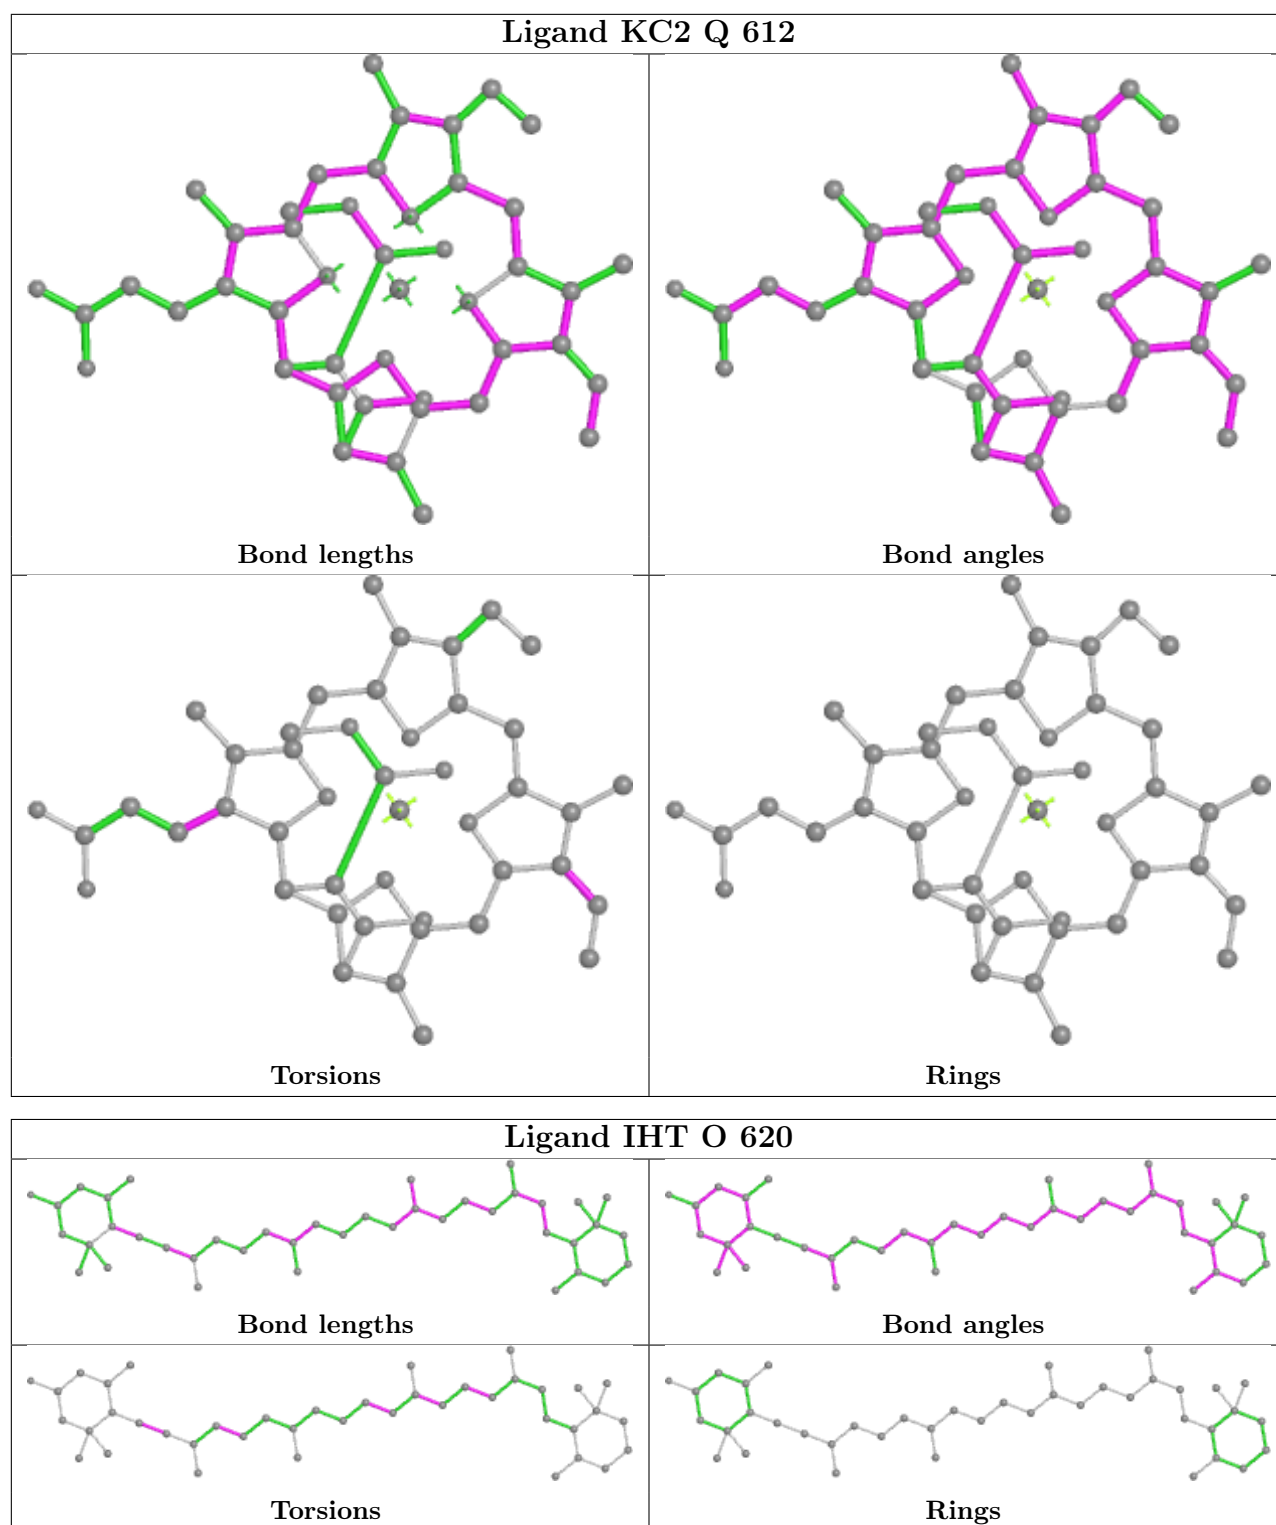 Ligand KC2 Q 612
Bond lengths
Bond angles
Torsions
Rings
Ligand IHT O 620
Bond lengths
Bond angles
Torsions
Rings